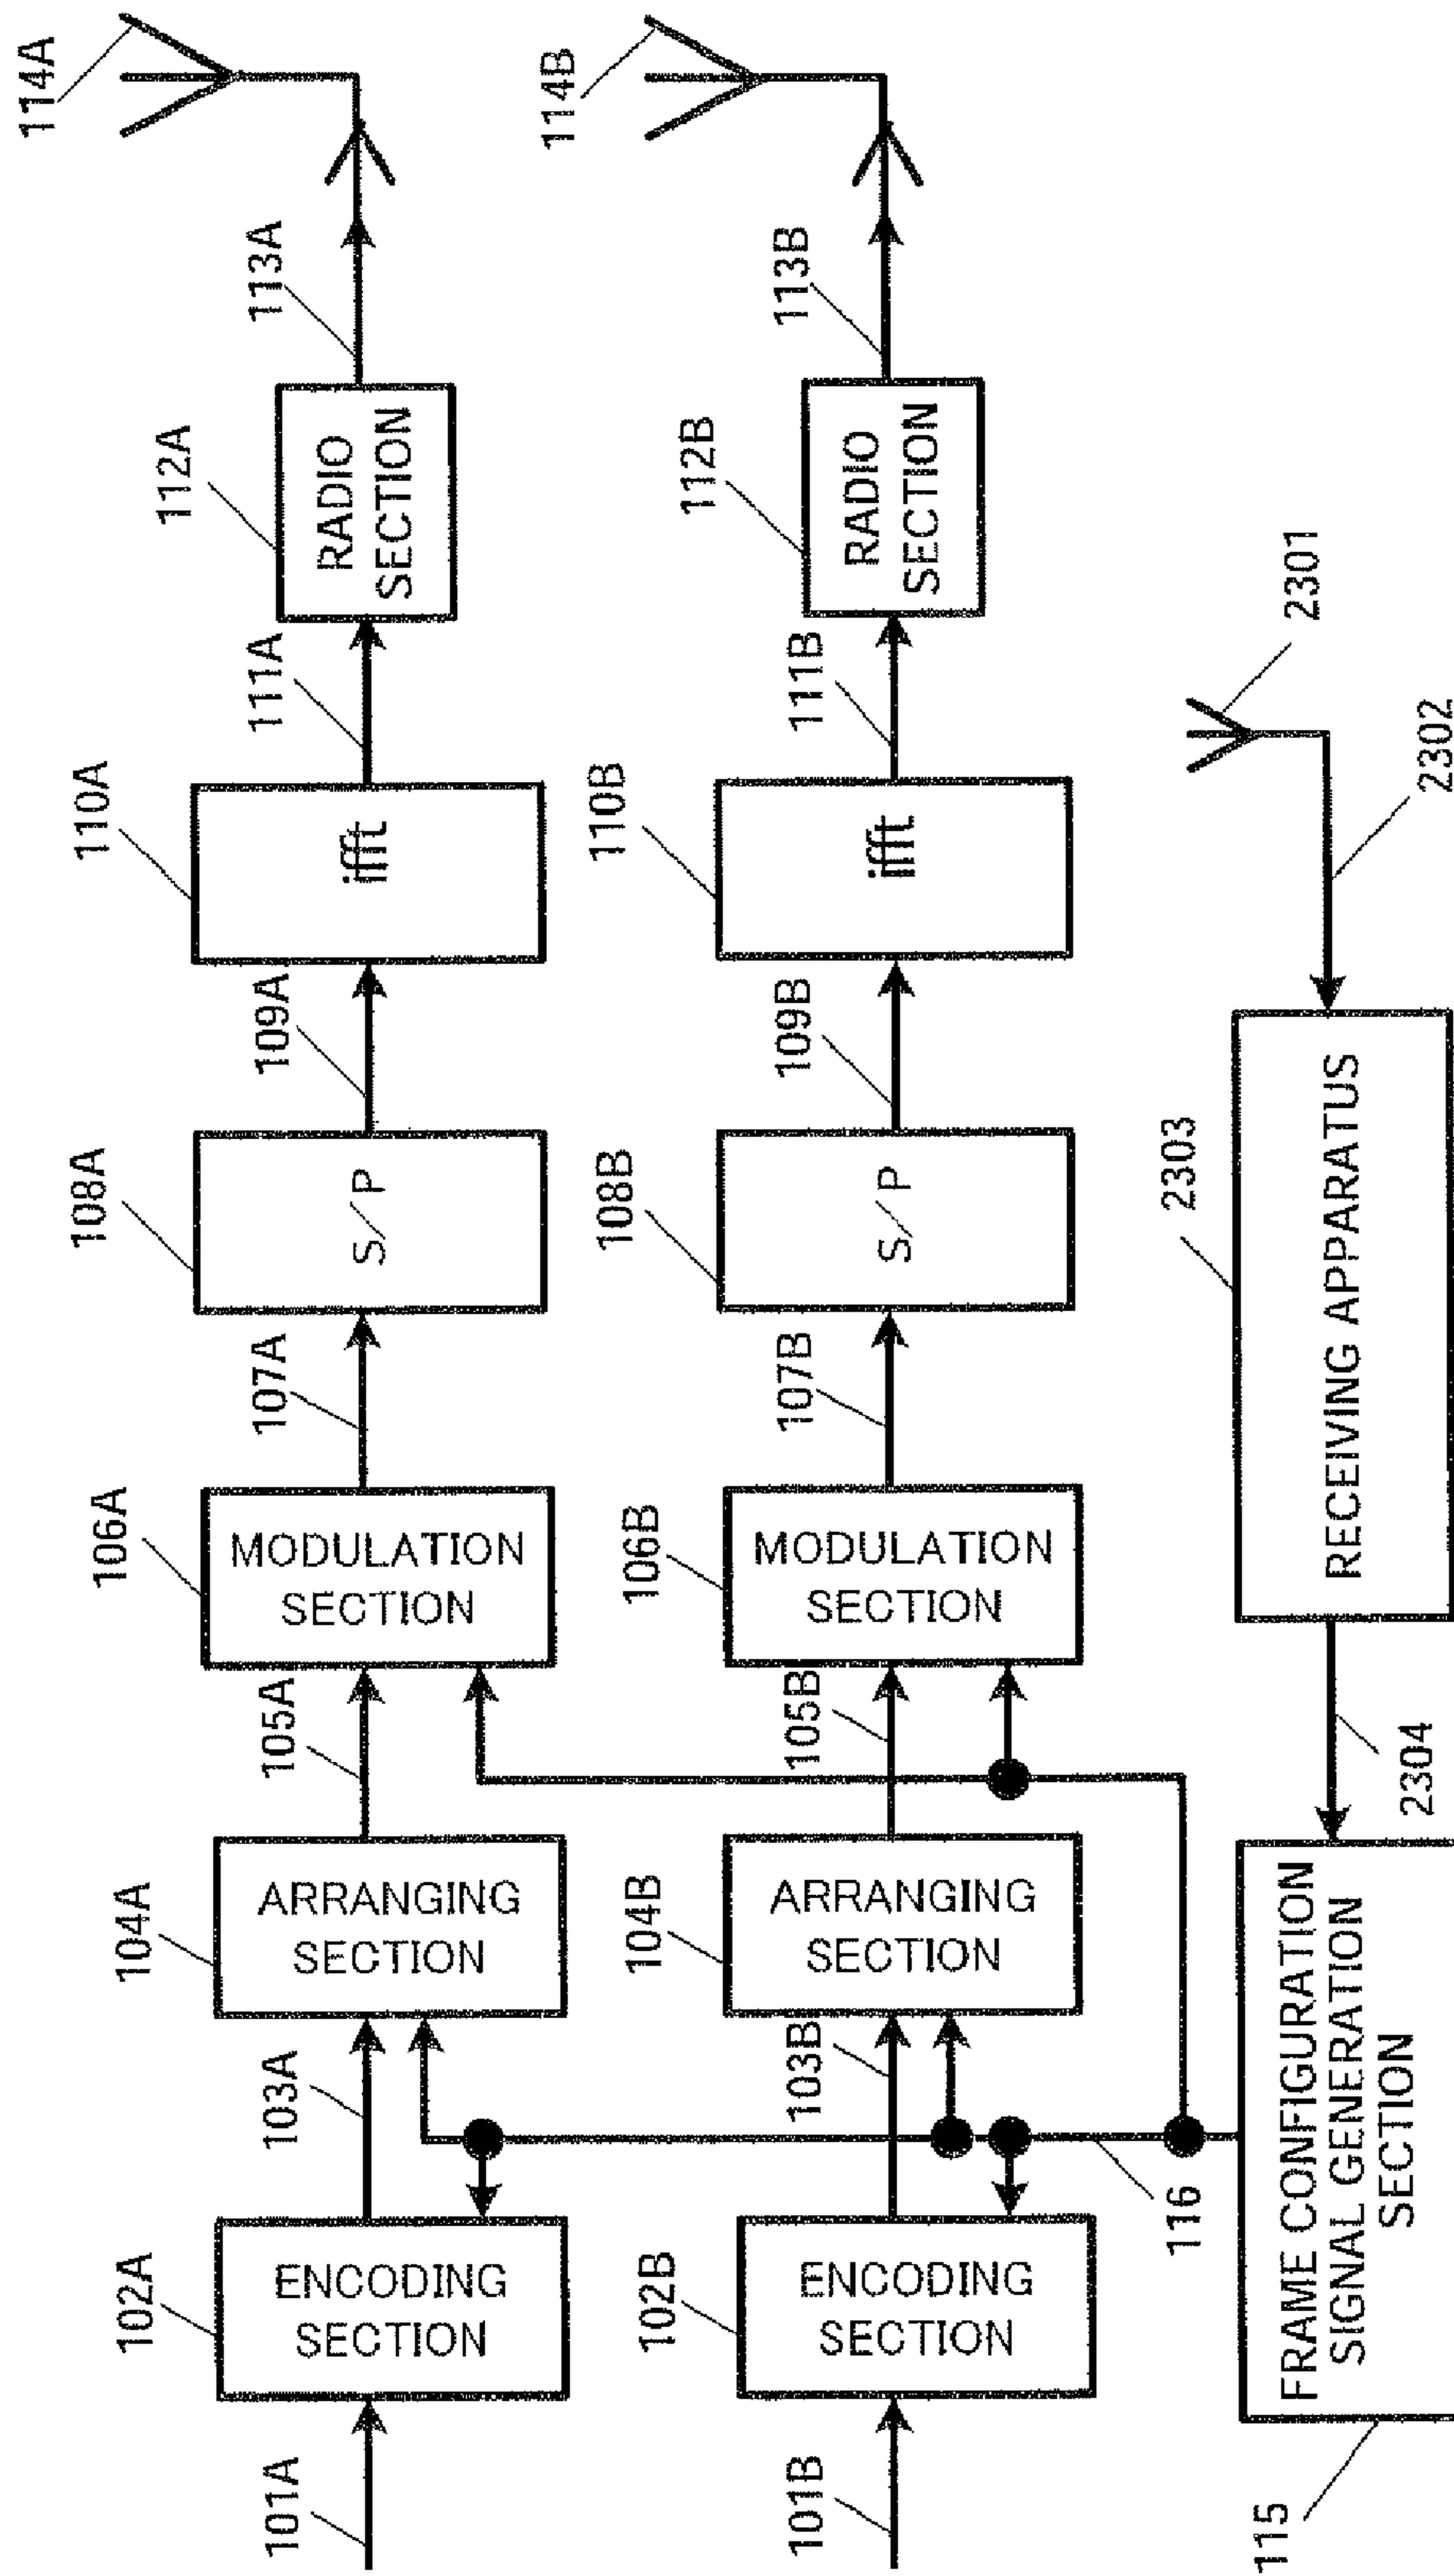 101A
102A
ENCODING
SECTION
103A
104A
ARRANGING
SECTION
105A
106A
MODULATION
SECTION
107A
108A
S/P
109A
110A
ifft
111A
112A
RADIO
SECTION
113A
114A
101B
102B
ENCODING
SECTION
103B
104B
ARRANGING
SECTION
105B
106B
MODULATION
SECTION
107B
108B
S/P
109B
110B
ifft
111B
112B
RADIO
SECTION
113B
114B
115
FRAME CONFIGURATION
SIGNAL GENERATION
SECTION
116
2304
2303
RECEIVING APPARATUS
2302
2301